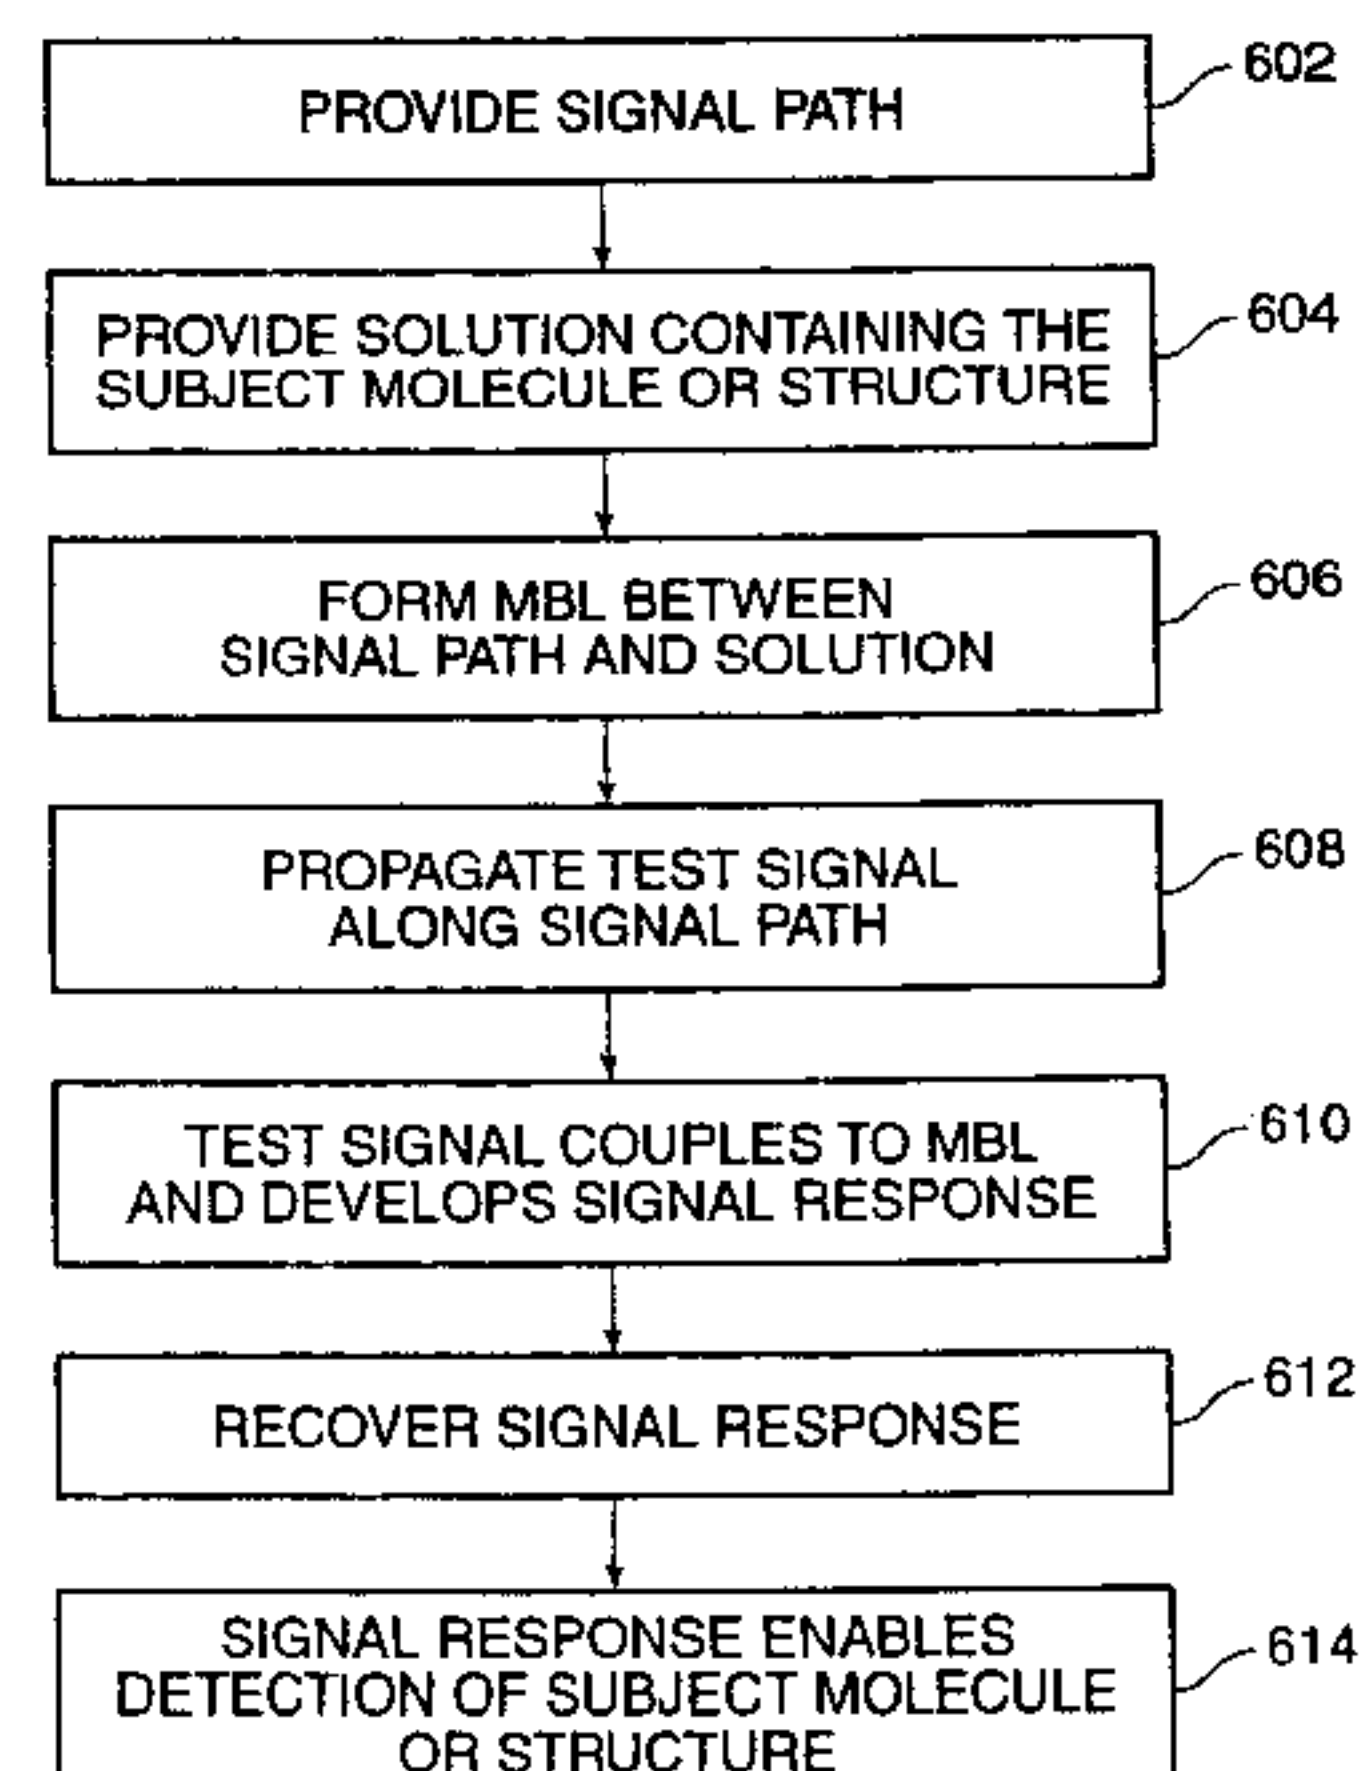 PROVIDE SIGNAL PATH
602
PROVIDE SOLUTION CONTAINING THE
SUBJECT MOLECULE OR STRUCTURE
604
FORM MBL BETWEEN
SIGNAL PATH AND SOLUTION
606
PROPAGATE TEST SIGNAL
ALONG SIGNAL PATH
608
TEST SIGNAL COUPLES TO MBL
AND DEVELOPS SIGNAL RESPONSE
610
RECOVER SIGNAL RESPONSE
612
SIGNAL RESPONSE ENABLES
DETECTION OF SUBJECT MOLECULE
OR STRUCTURE
614